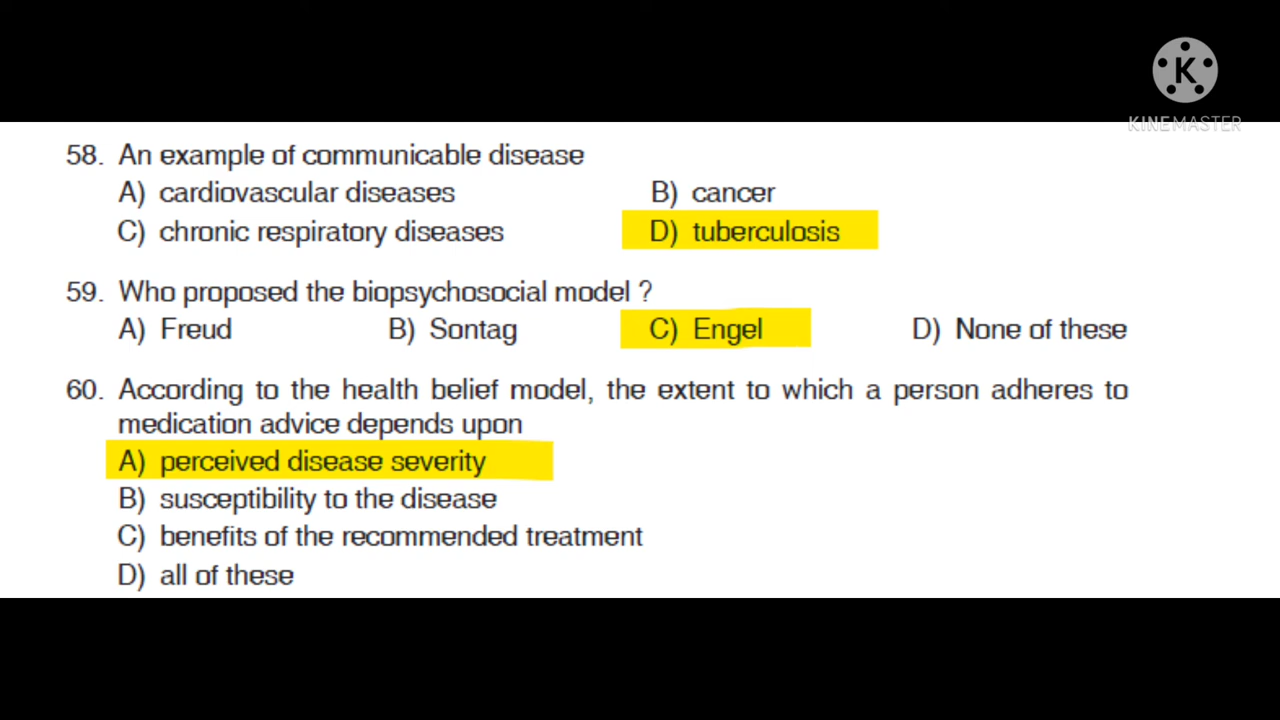 K
KINEMASTER
58. An example of communicable disease
A) cardiovascular diseases B) cancer
C) chronic respiratory diseases D) tuberculosis
59. Who proposed the biopsychosocial model ?
A) Freud B) Sontag C) Engel D) None of these
60. According to the health belief model, the extent to which a person adheres to
medication advice depends upon
A) perceived disease severity
B) susceptibility to the disease
C) benefits of the recommended treatment
D) all of these